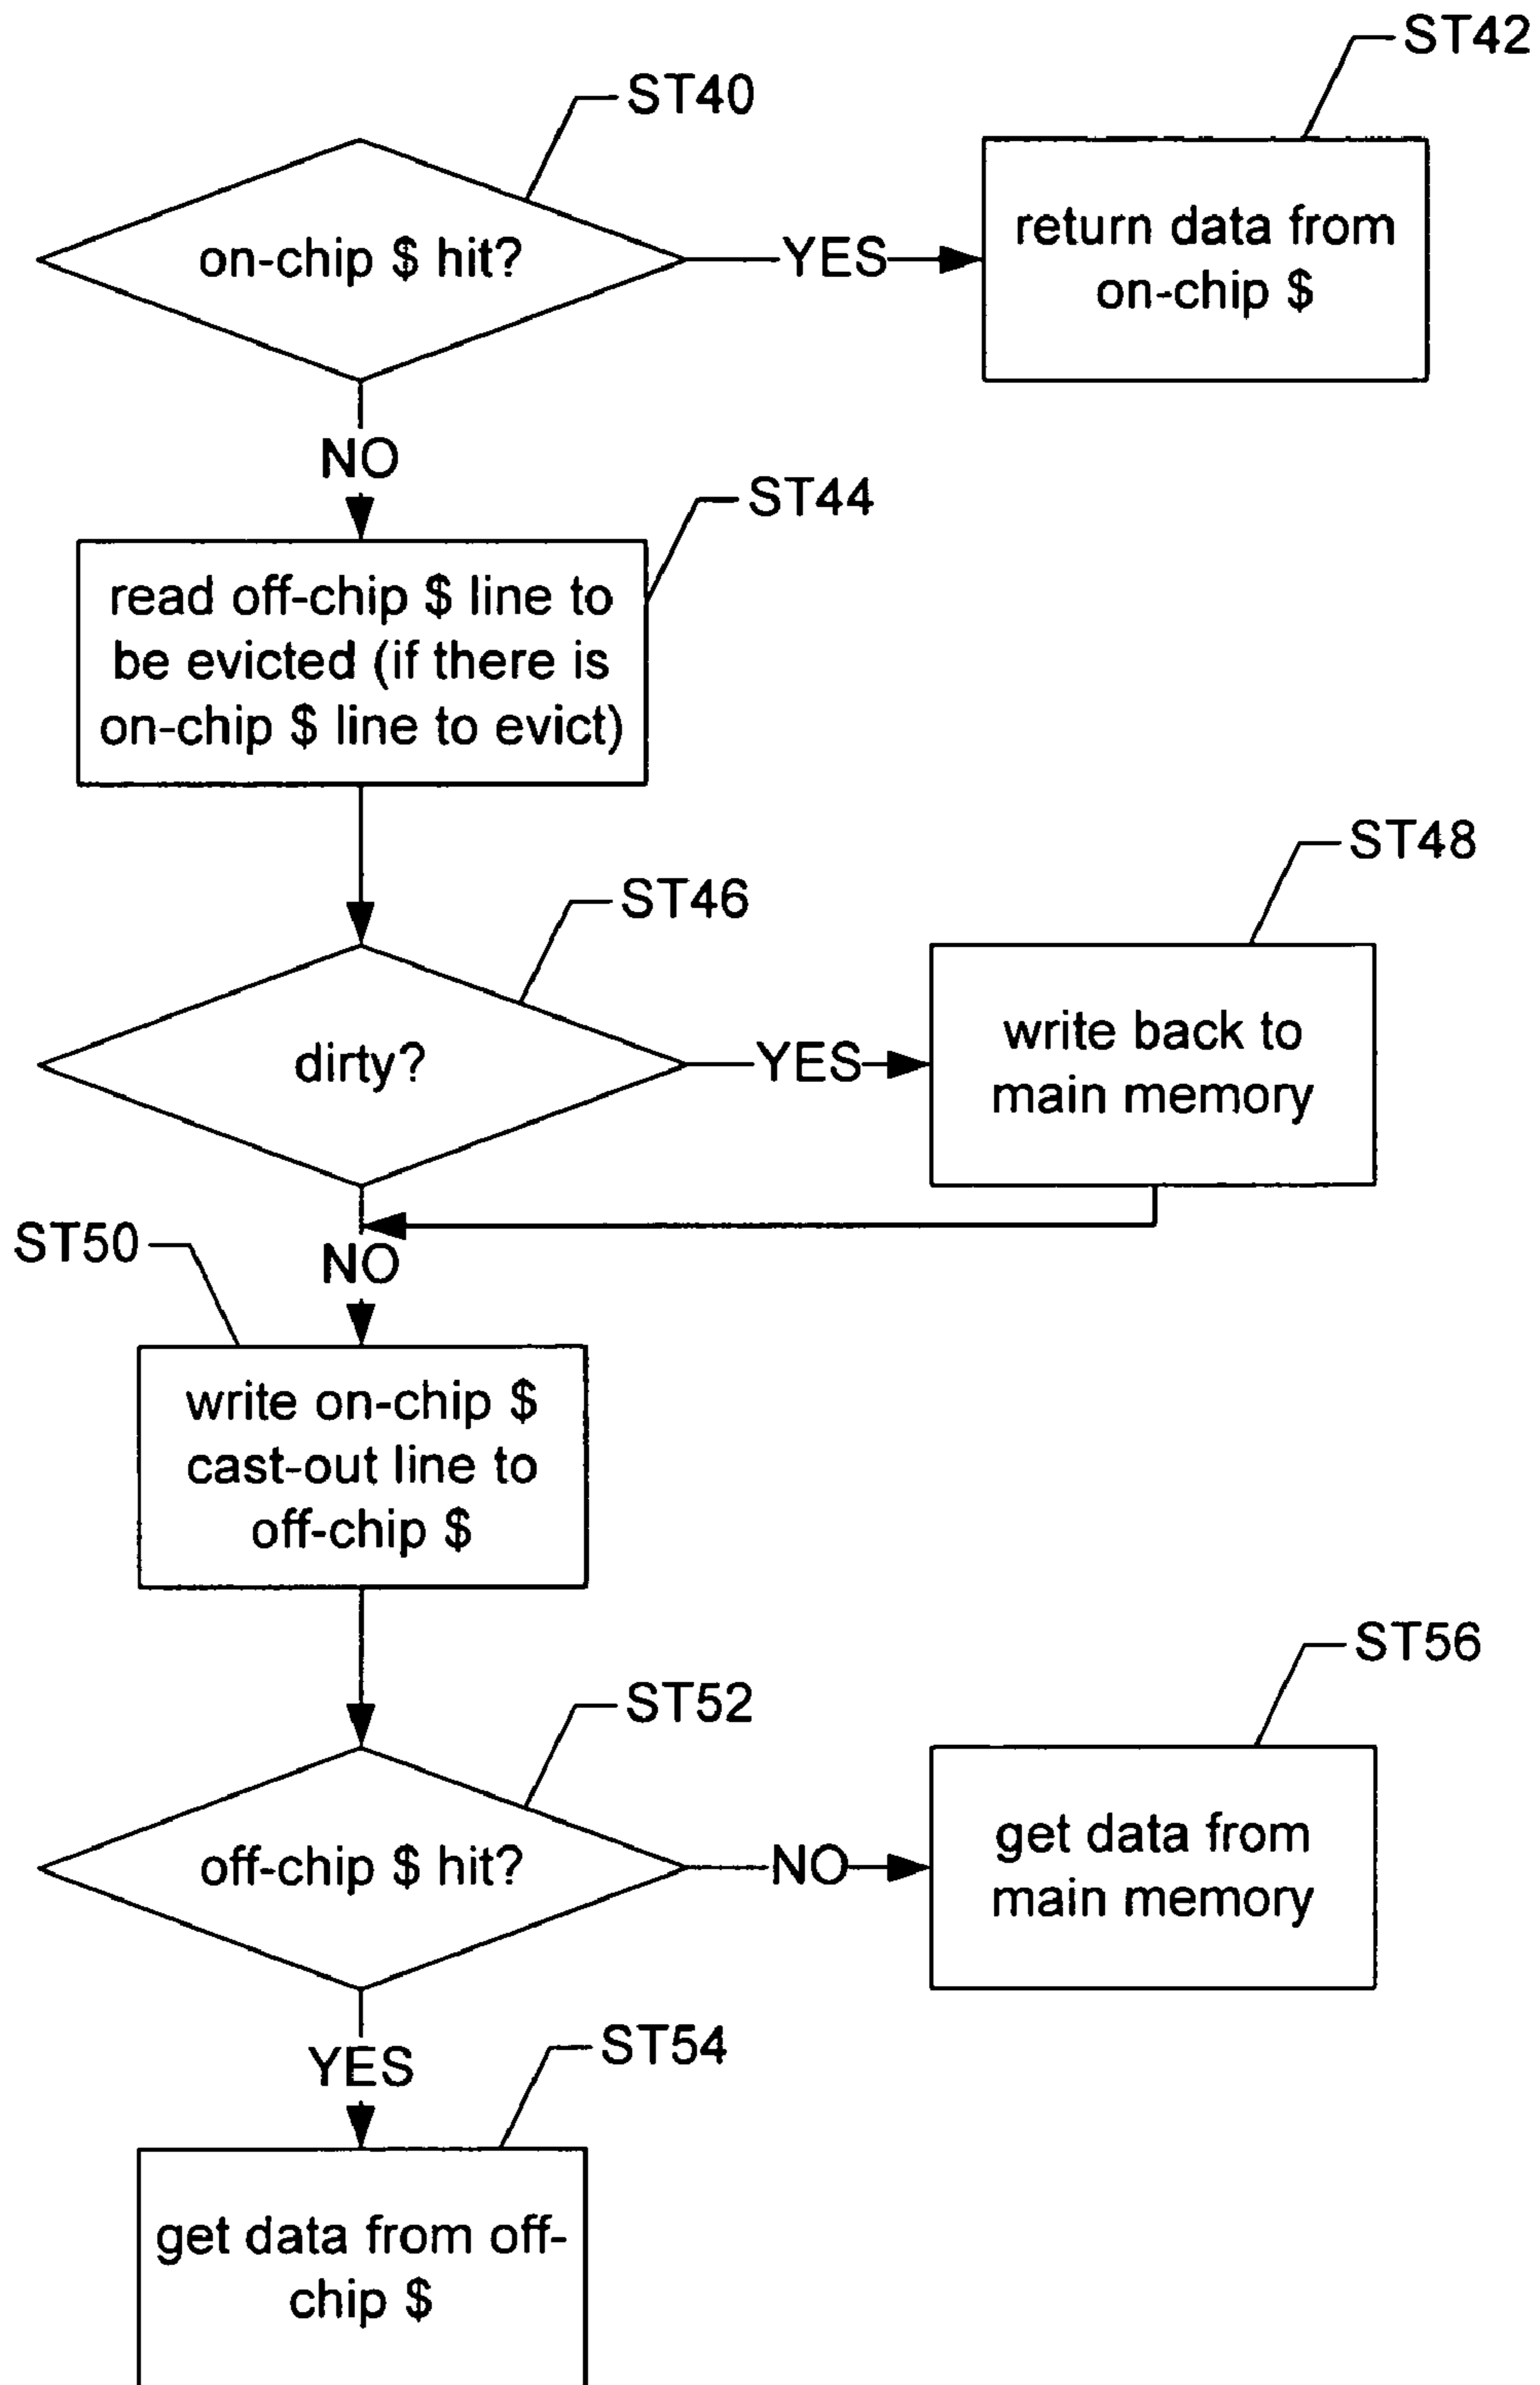 ST42
ST40
on-chip $ hit?
YES
return data from
on-chip $
NO
ST44
read off-chip $ line to
be evicted (if there is
on-chip $ line to evict)
ST48
ST46
dirty?
YES
write back to
main memory
ST50
NO
write on-chip $
cast-out line to
off-chip $
ST56
ST52
off-chip $ hit?
NO
get data from
main memory
YES
ST54
get data from off-
chip $